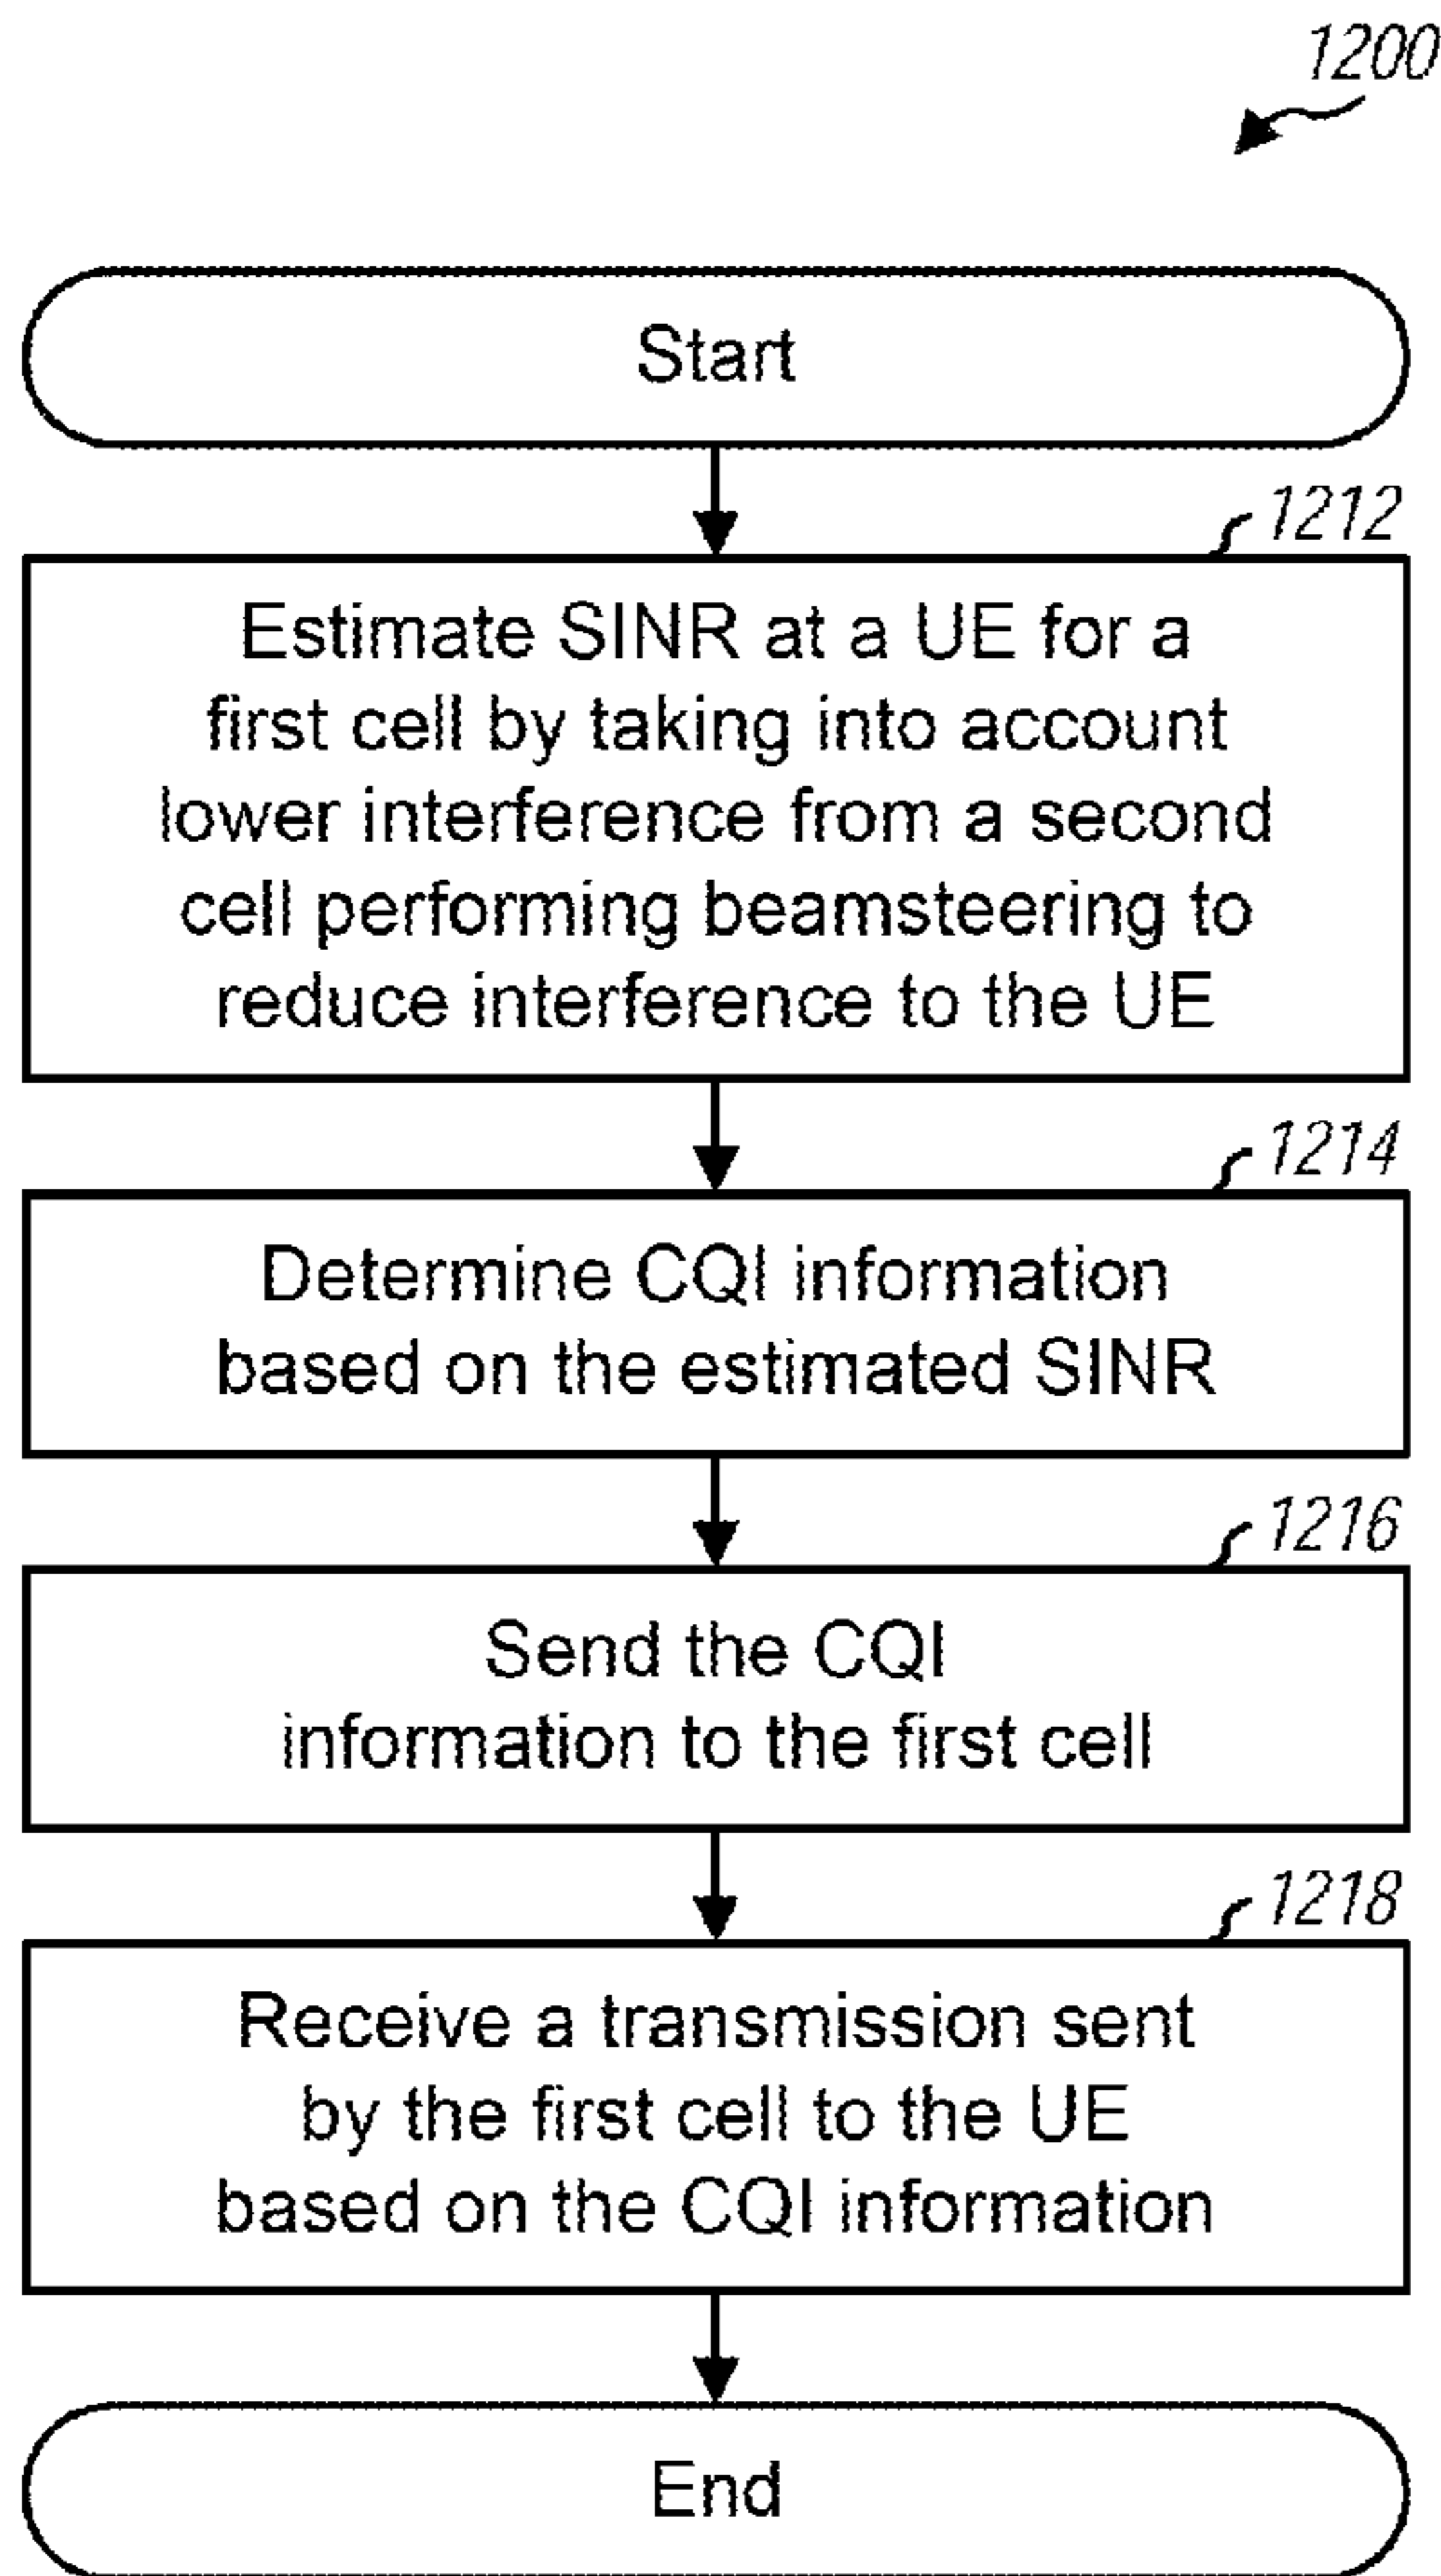 1200
Start
1212
Estimate SINR at a UE for a
first cell by taking into account
lower interference from a second
cell performing beamsteering to
reduce interference to the UE
1214
Determine CQI information
based on the estimated SINR
1216
Send the CQI
information to the first cell
1218
Receive a transmission sent
by the first cell to the UE
based on the CQI information
End